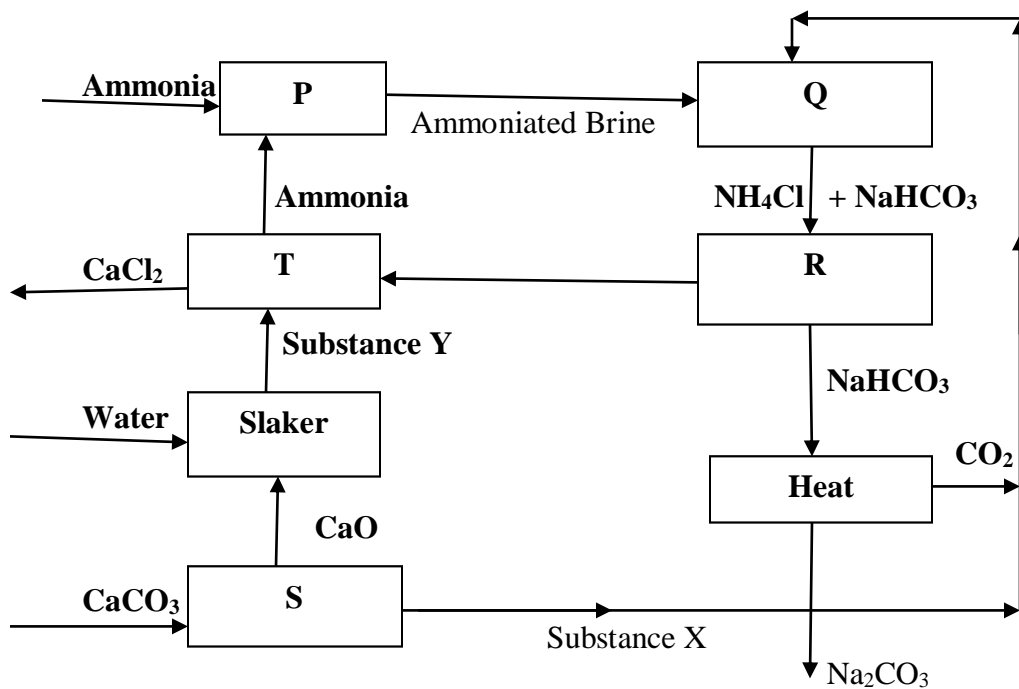 Ammonia
P
Q
Ammoniated Brine
NH₄Cl + NaHCO₃
Ammonia
CaCl₂
T
R
Substance Y
NaHCO₃
Water
Slaker
CO₂
Heat
CaO
CaCO₃
S
Substance X
Na₂CO₃